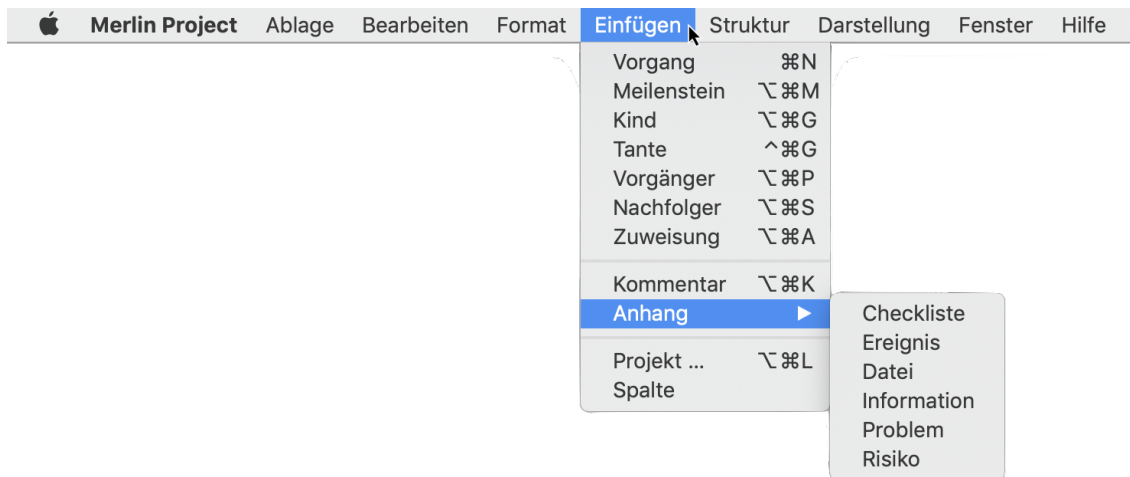 Merlin Project Ablage Bearbeiten Format Einfügen Struktur Darstellung Fenster Hilfe
Vorgang ⌘N
Meilenstein ⌥⌘M
Kind ⌥⌘G
Tante ^⌘G
Vorgänger ⌥⌘P
Nachfolger ⌥⌘S
Zuweisung ⌥⌘A
Kommentar ⌥⌘K
Anhang ▶
Projekt ... ⌥⌘L
Spalte
Checkliste
Ereignis
Datei
Information
Problem
Risiko